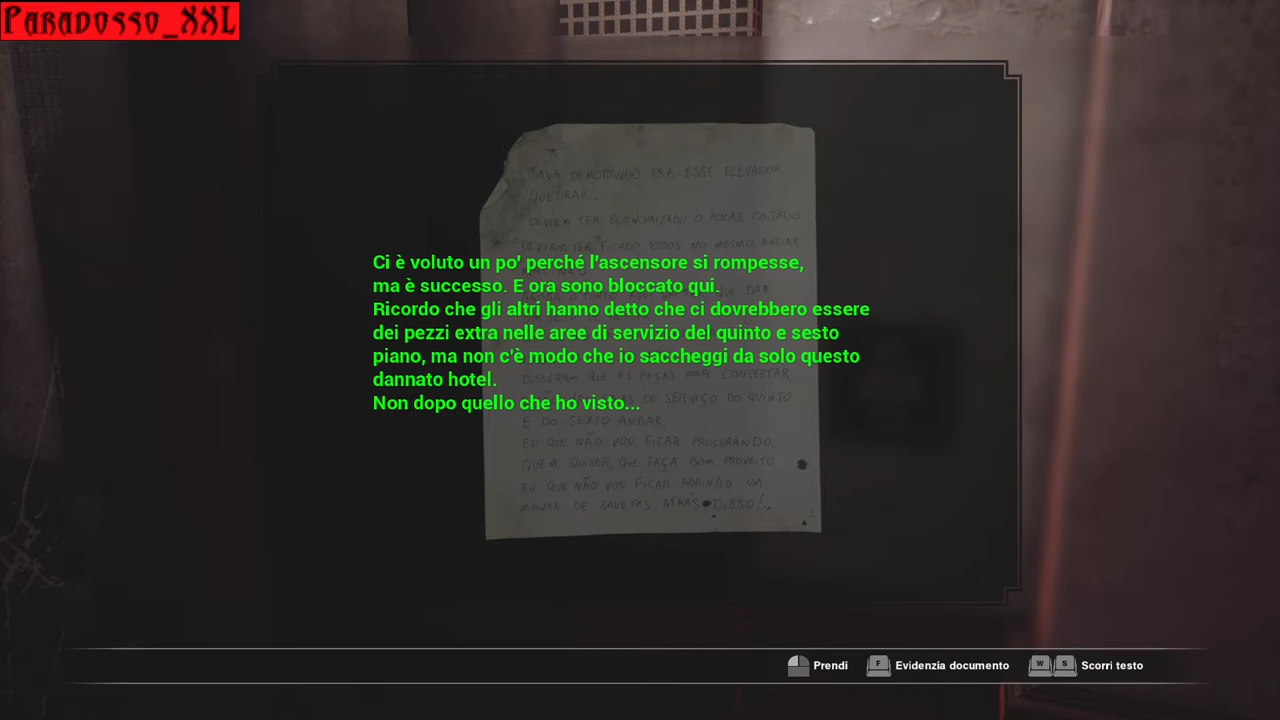 Paradosso_XXL
TAVA DEMORANDO PRA ESSE ELEVADOR
QUEBRAR...
DEVIAM TER ECONOMIZADO O POBRE COITADO
DEVIAM TER FICADO TODOS NO MESMO ANDAR
Ci è voluto un po' perché l'ascensore si rompesse,
ma è successo. E ora sono bloccato qui.
Ricordo che gli altri hanno detto che ci dovrebbero essere
dei pezzi extra nelle aree di servizio del quinto e sesto
piano, ma non c'è modo che io saccheggi da solo questo
dannato hotel.
Non dopo quello che ho visto...
DISSERAM QUE AS PEÇAS PARA CONSERTAR
DE SERVIÇO DO QUINTO
E DO SEXTO ANDAR
EU QUE NÃO VOU FICAR PROCURANDO
QUEM QUISER, QUE FAÇA BOM PROVEITO
EU QUE NÃO VOU FICAR ABRINDO UM
MONTE DE GAVETAS ATRÁS DISSO!
Prendi
F Evidenzia documento
W S Scorri testo